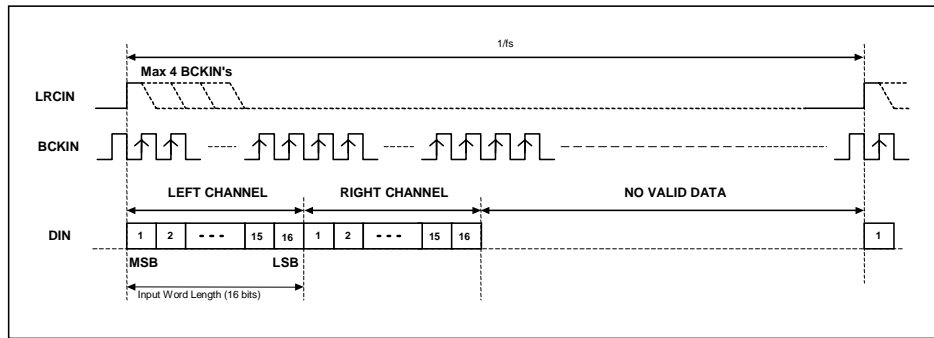 1/fs
Max 4 BCKIN's
LRCIN
BCKIN
LEFT CHANNEL RIGHT CHANNEL NO VALID DATA
DIN 1 2 15 16 1 2 15 16 1
MSB LSB
Input Word Length (16 bits)